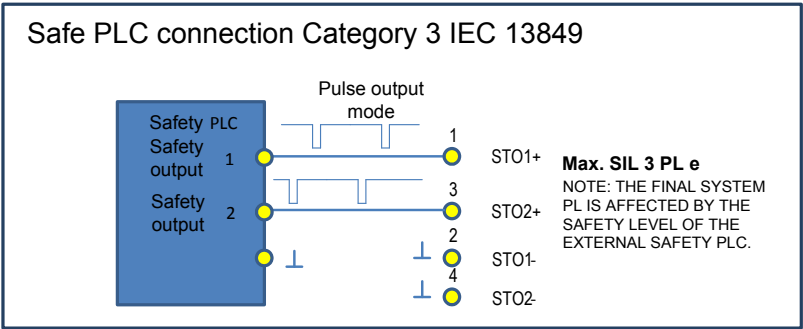 Safe PLC connection Category 3 IEC 13849
Pulse output
mode
Safety PLC
Safety
output 1
Safety
output 2
1
STO1+
3
STO2+
2
STO1-
4
STO2-
Max. SIL 3 PL e
NOTE: THE FINAL SYSTEM
PL IS AFFECTED BY THE
SAFETY LEVEL OF THE
EXTERNAL SAFETY PLC.